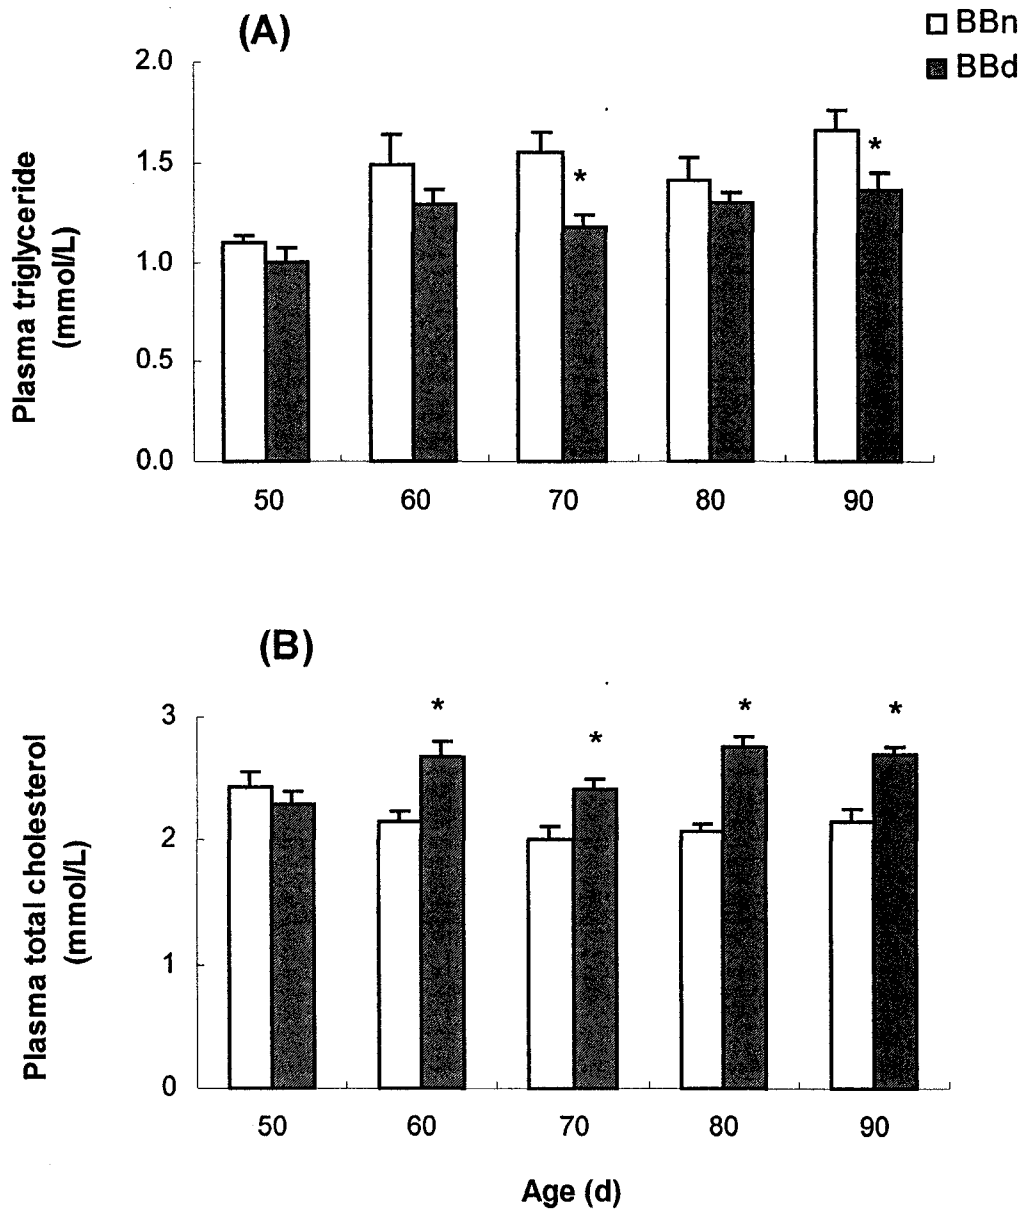 (A)
BBn
BBd
Plasma triglyceride
(mmol/L)
2.0
1.5
1.0
0.5
0.0
*
*
50 60 70 80 90
(B)
Plasma total cholesterol
(mmol/L)
3
2
1
0
* * * *
50 60 70 80 90
Age (d)